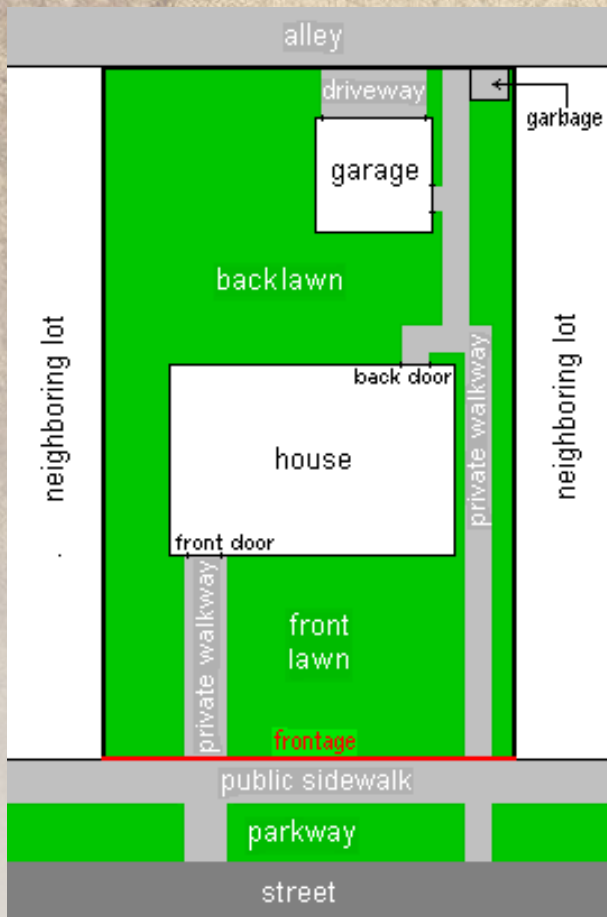 alley
driveway
garbage
garage
backlawn
neighboring lot
neighboring lot
back door
private walkway
house
front door
private walkway
front
lawn
frontage
public sidewalk
parkway
street